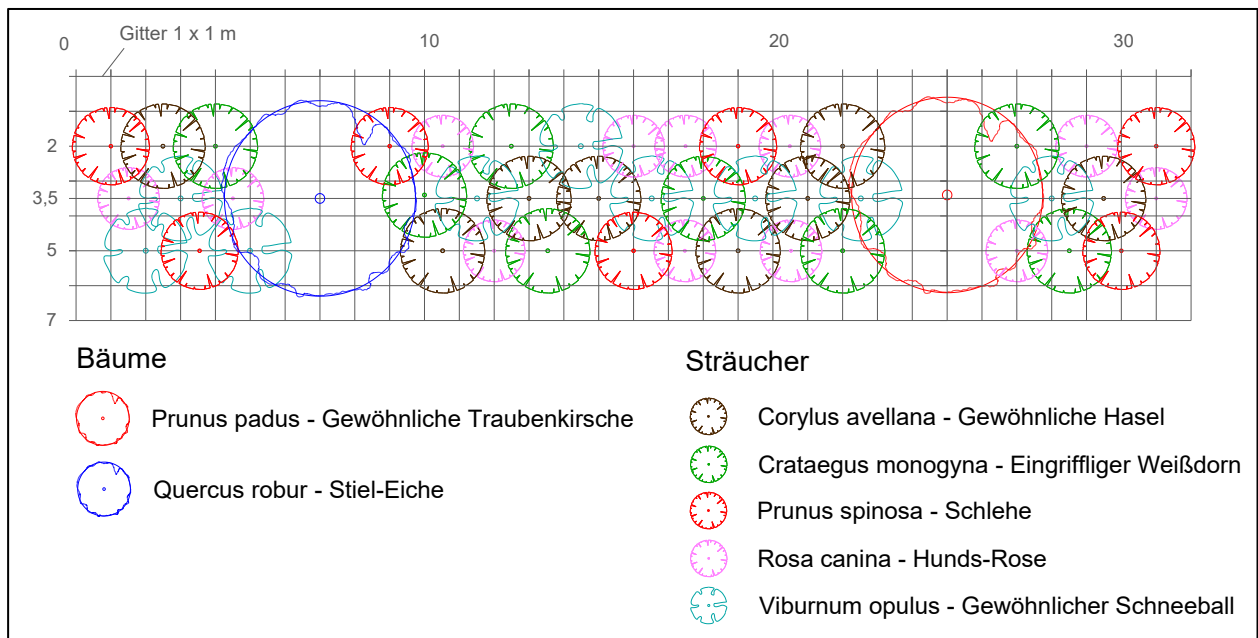 Gitter 1 x 1 m
0 10 20 30
2
3,5
5
7
Bäume
Prunus padus - Gewöhnliche Traubenkirsche
Quercus robur - Stiel-Eiche
Sträucher
Corylus avellana - Gewöhnliche Hasel
Crataegus monogyna - Eingriffliger Weißdorn
Prunus spinosa - Schlehe
Rosa canina - Hunds-Rose
Viburnum opulus - Gewöhnlicher Schneeball